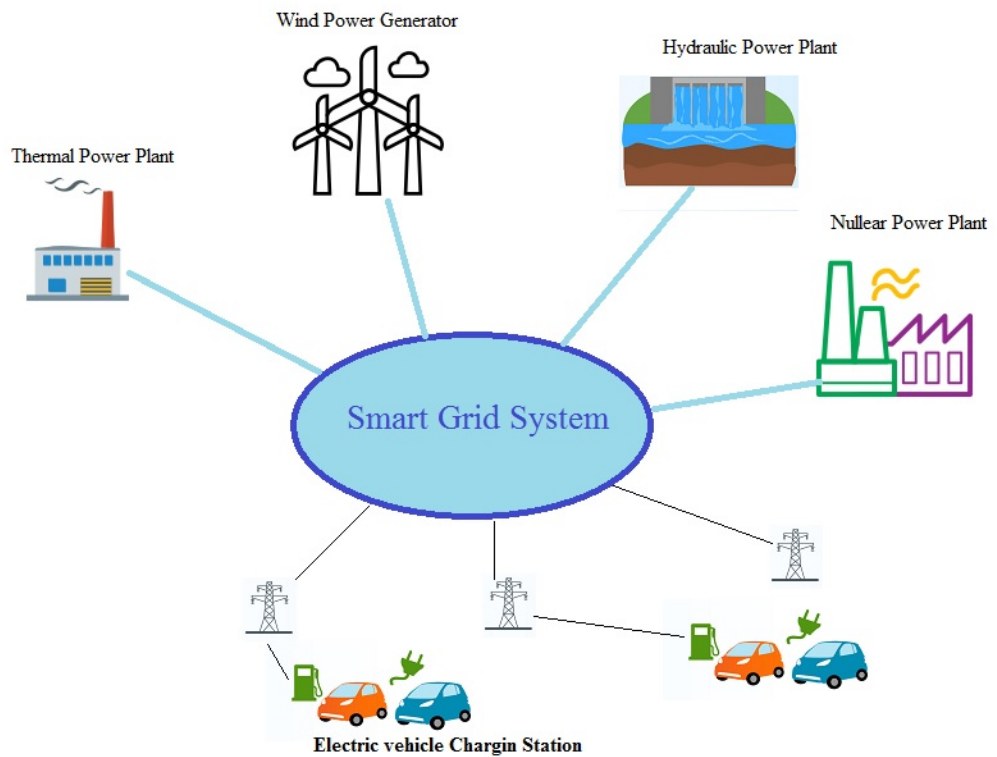 Wind Power Generator
Hydraulic Power Plant
Thermal Power Plant
Nullear Power Plant
Smart Grid System
Electric vehicle Chargin Station